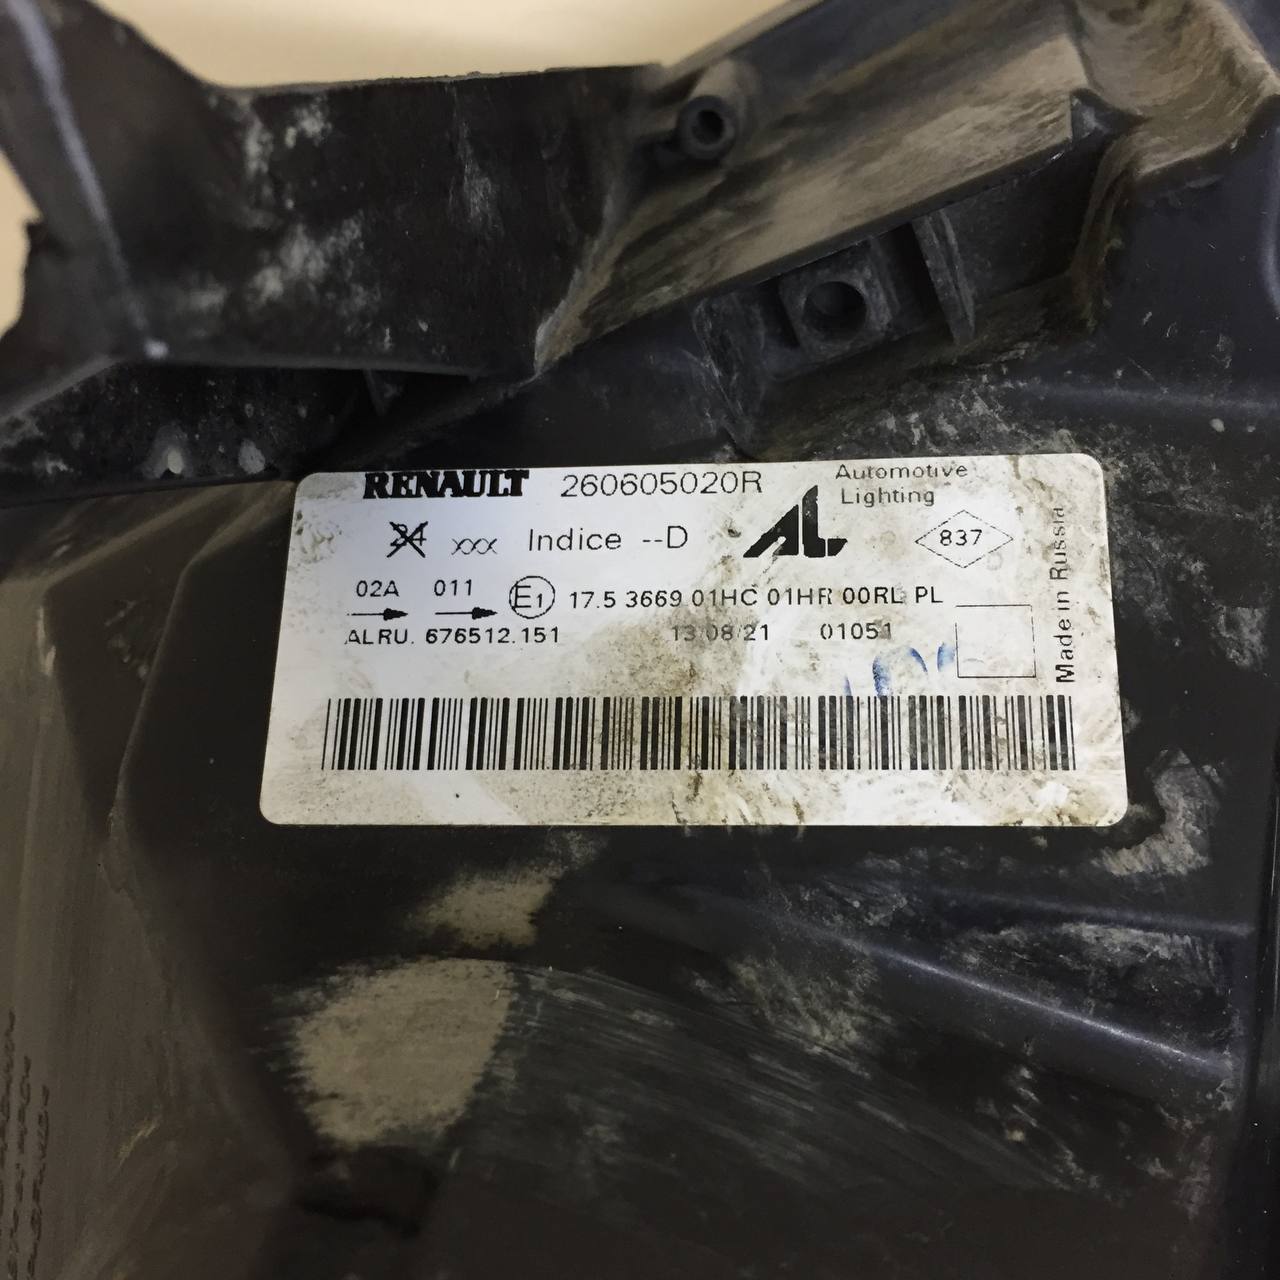 RENAULT 260605020R Automotive Lighting
24 xxx Indice --D AL 837
02A 011 E1 17.5 3669 01HC 01HR 00RL PL
ALRU. 676512.151 13/08/21 01051
Made in Russia